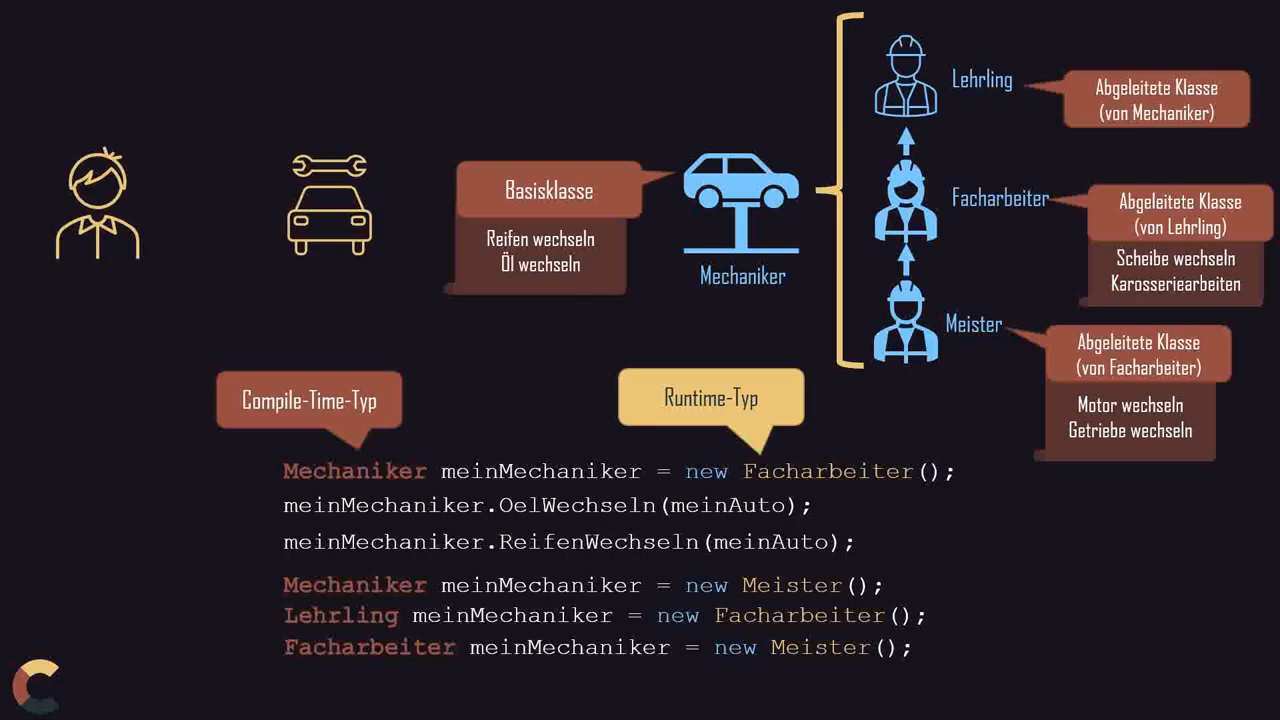 Lehrling
Abgeleitete Klasse
(von Mechaniker)
Basisklasse
Reifen wechseln
Öl wechseln
Mechaniker
Facharbeiter
Abgeleitete Klasse
(von Lehrling)
Scheibe wechseln
Karosseriearbeiten
Meister
Abgeleitete Klasse
(von Facharbeiter)
Motor wechseln
Getriebe wechseln
Compile-Time-Typ
Runtime-Typ
Mechaniker meinMechaniker = new Facharbeiter();
meinMechaniker.OelWechseln(meinAuto);
meinMechaniker.ReifenWechseln(meinAuto);
Mechaniker meinMechaniker = new Meister();
Lehrling meinMechaniker = new Facharbeiter();
Facharbeiter meinMechaniker = new Meister();